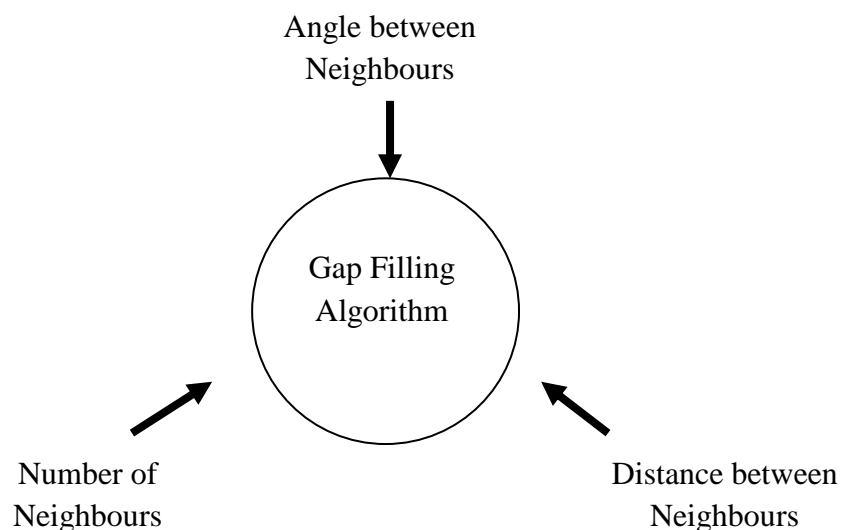 Angle between
Neighbours
Gap Filling
Algorithm
Number of
Neighbours
Distance between
Neighbours